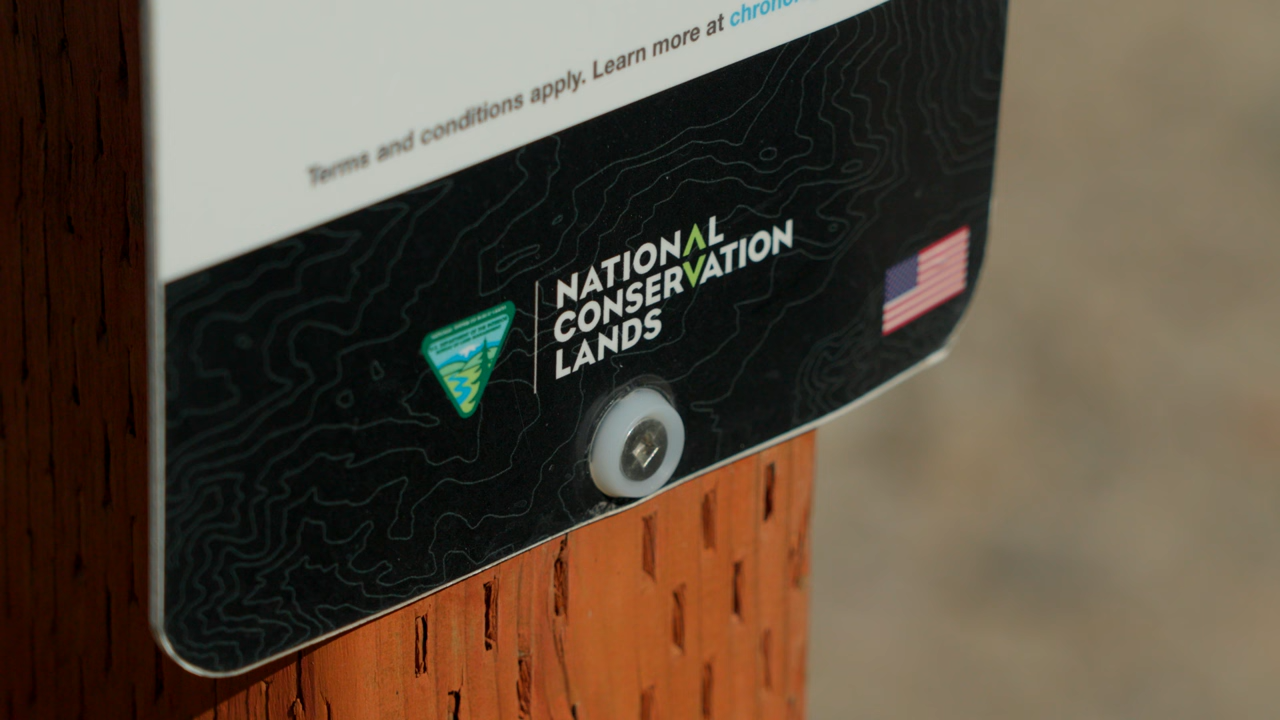 Terms and conditions apply. Learn more at
NATIONAL
CONSERVATION
LANDS